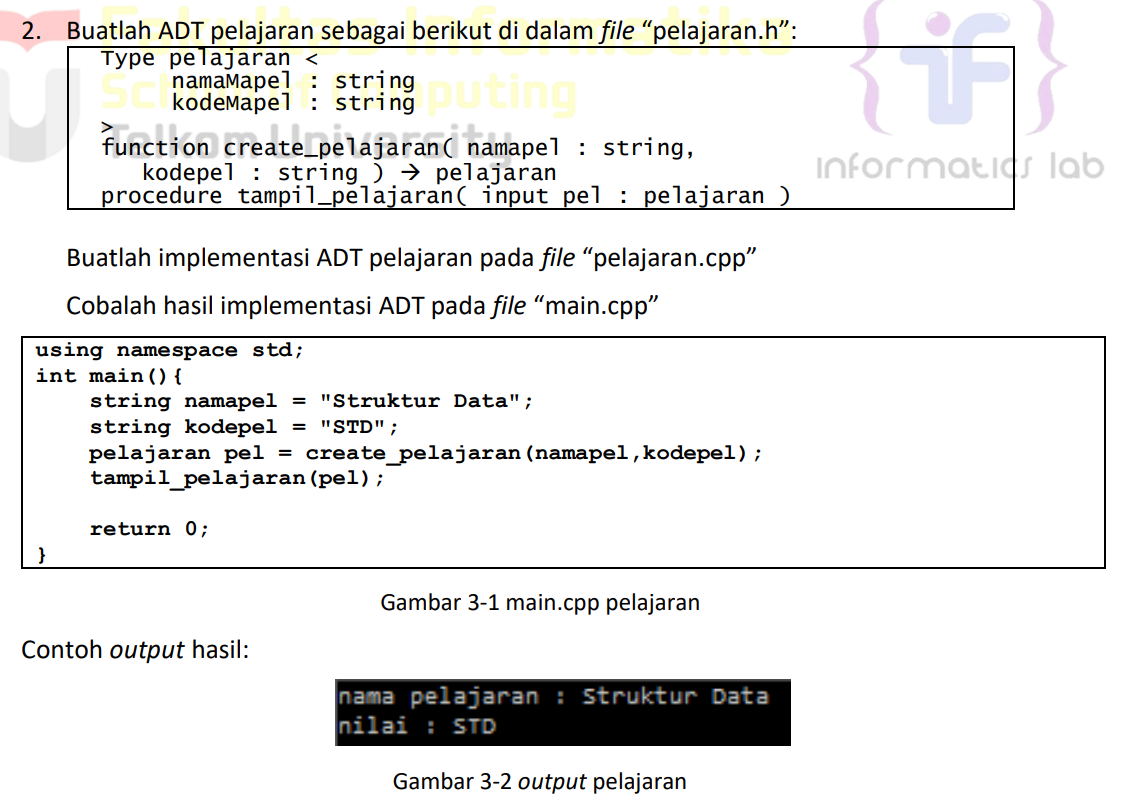 Fakultas Informatika
School of Computing
Telkom University
informatics lab
2. Buatlah ADT pelajaran sebagai berikut di dalam file “pelajaran.h”:
Type pelajaran <
namaMapel : string
kodeMapel : string
>
function create_pelajaran( namapel : string,
kodepel : string ) → pelajaran
procedure tampil_pelajaran( input pel : pelajaran )
Buatlah implementasi ADT pelajaran pada file “pelajaran.cpp”
Cobalah hasil implementasi ADT pada file “main.cpp”
using namespace std;
int main(){
string namapel = "Struktur Data";
string kodepel = "STD";
pelajaran pel = create_pelajaran(namapel,kodepel);
tampil_pelajaran(pel);
return 0;
}
Gambar 3-1 main.cpp pelajaran
Contoh output hasil:
nama pelajaran : Struktur Data
nilai : STD
Gambar 3-2 output pelajaran